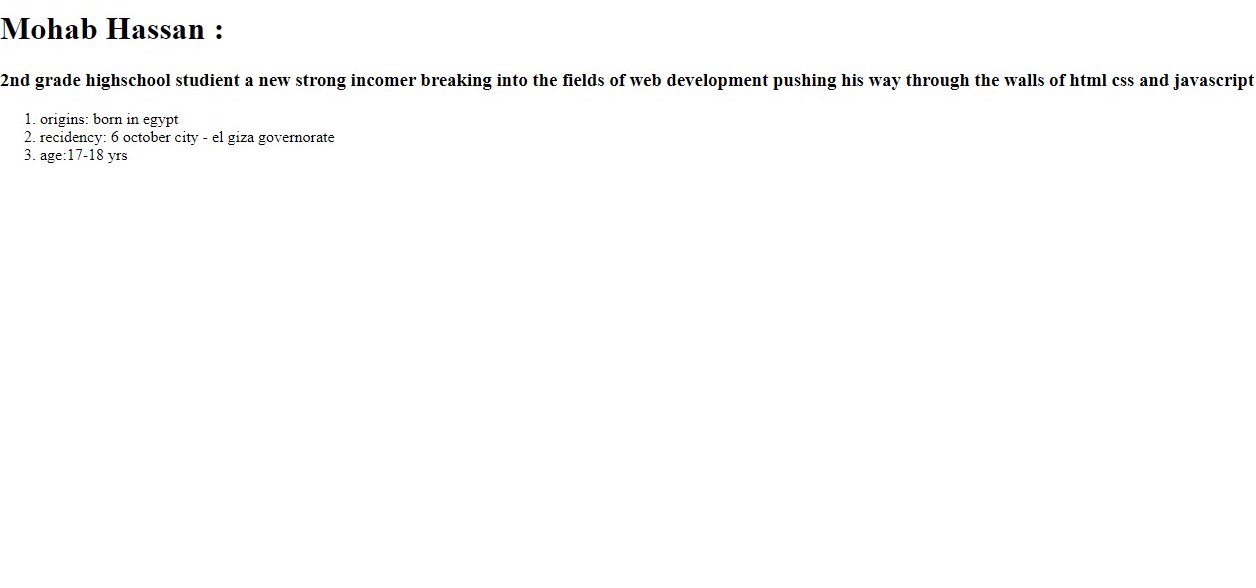 Mohab Hassan :
2nd grade highschool studient a new strong incomer breaking into the fields of web development pushing his way through the walls of html css and javascript
1. origins: born in egypt
2. recidency: 6 october city - el giza governorate
3. age:17-18 yrs